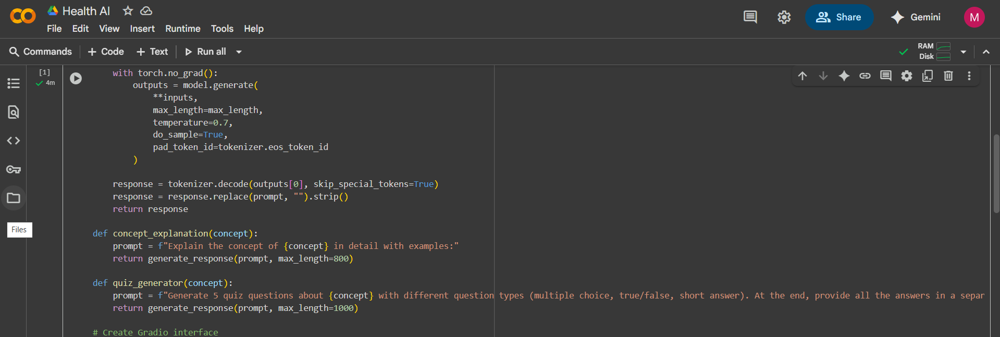 Health AI
File Edit View Insert Runtime Tools Help
Share
Gemini
M
Commands + Code + Text Run all
RAM
Disk
[1]
4m
with torch.no_grad():
outputs = model.generate(
**inputs,
max_length=max_length,
temperature=0.7,
do_sample=True,
pad_token_id=tokenizer.eos_token_id
)
response = tokenizer.decode(outputs[0], skip_special_tokens=True)
response = response.replace(prompt, "").strip()
return response
Files
def concept_explanation(concept):
prompt = f"Explain the concept of {concept} in detail with examples:"
return generate_response(prompt, max_length=800)
def quiz_generator(concept):
prompt = f"Generate 5 quiz questions about {concept} with different question types (multiple choice, true/false, short answer). At the end, provide all the answers in a separ
return generate_response(prompt, max_length=1000)
# Create Gradio interface